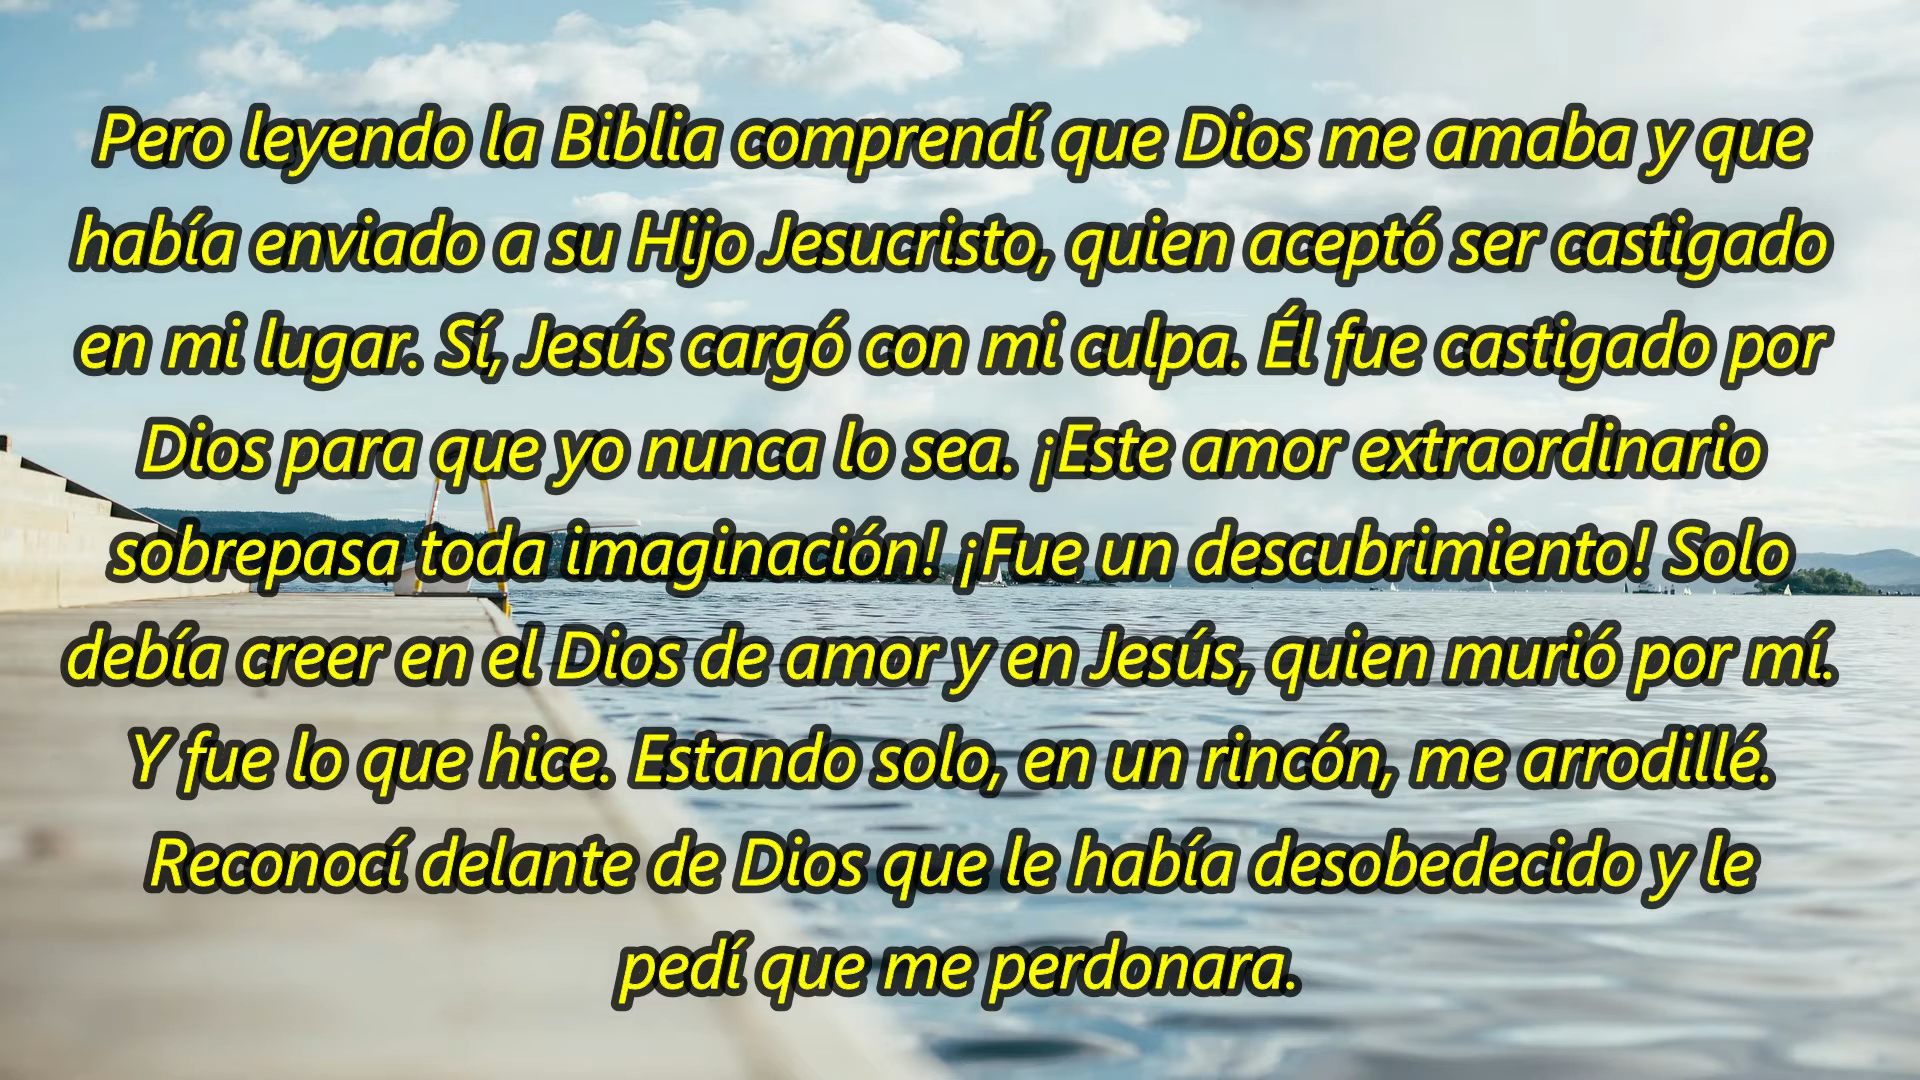 Pero leyendo la Biblia comprendí que Dios me amaba y que
había enviado a su Hijo Jesucristo, quien aceptó ser castigado
en mi lugar. Sí, Jesús cargó con mi culpa. Él fue castigado por
Dios para que yo nunca lo sea. ¡Este amor extraordinario
sobrepasa toda imaginación! ¡Fue un descubrimiento! Solo
debía creer en el Dios de amor y en Jesús, quien murió por mí.
Y fue lo que hice. Estando solo, en un rincón, me arrodillé.
Reconocí delante de Dios que le había desobedecido y le
pedí que me perdonara.